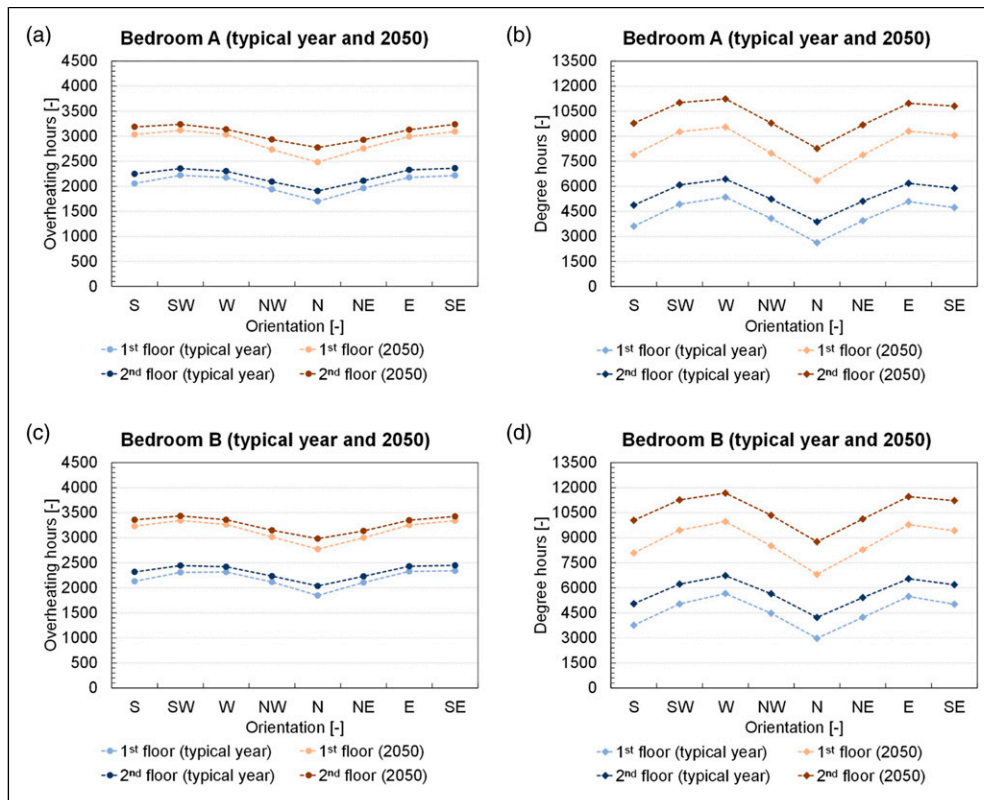 (a)
Bedroom A (typical year and 2050)
4500
4000
3500
3000
2500
2000
1500
1000
500
0
Overheating hours [-]
S SW W NW N NE E SE
Orientation [-]
1st floor (typical year) 1st floor (2050)
2nd floor (typical year) 2nd floor (2050)
(b)
Bedroom A (typical year and 2050)
13500
12000
10500
9000
7500
6000
4500
3000
1500
0
Degree hours [-]
S SW W NW N NE E SE
Orientation [-]
1st floor (typical year) 1st floor (2050)
2nd floor (typical year) 2nd floor (2050)
(c)
Bedroom B (typical year and 2050)
4500
4000
3500
3000
2500
2000
1500
1000
500
0
Overheating hours [-]
S SW W NW N NE E SE
Orientation [-]
1st floor (typical year) 1st floor (2050)
2nd floor (typical year) 2nd floor (2050)
(d)
Bedroom B (typical year and 2050)
13500
12000
10500
9000
7500
6000
4500
3000
1500
0
Degree hours [-]
S SW W NW N NE E SE
Orientation [-]
1st floor (typical year) 1st floor (2050)
2nd floor (typical year) 2nd floor (2050)